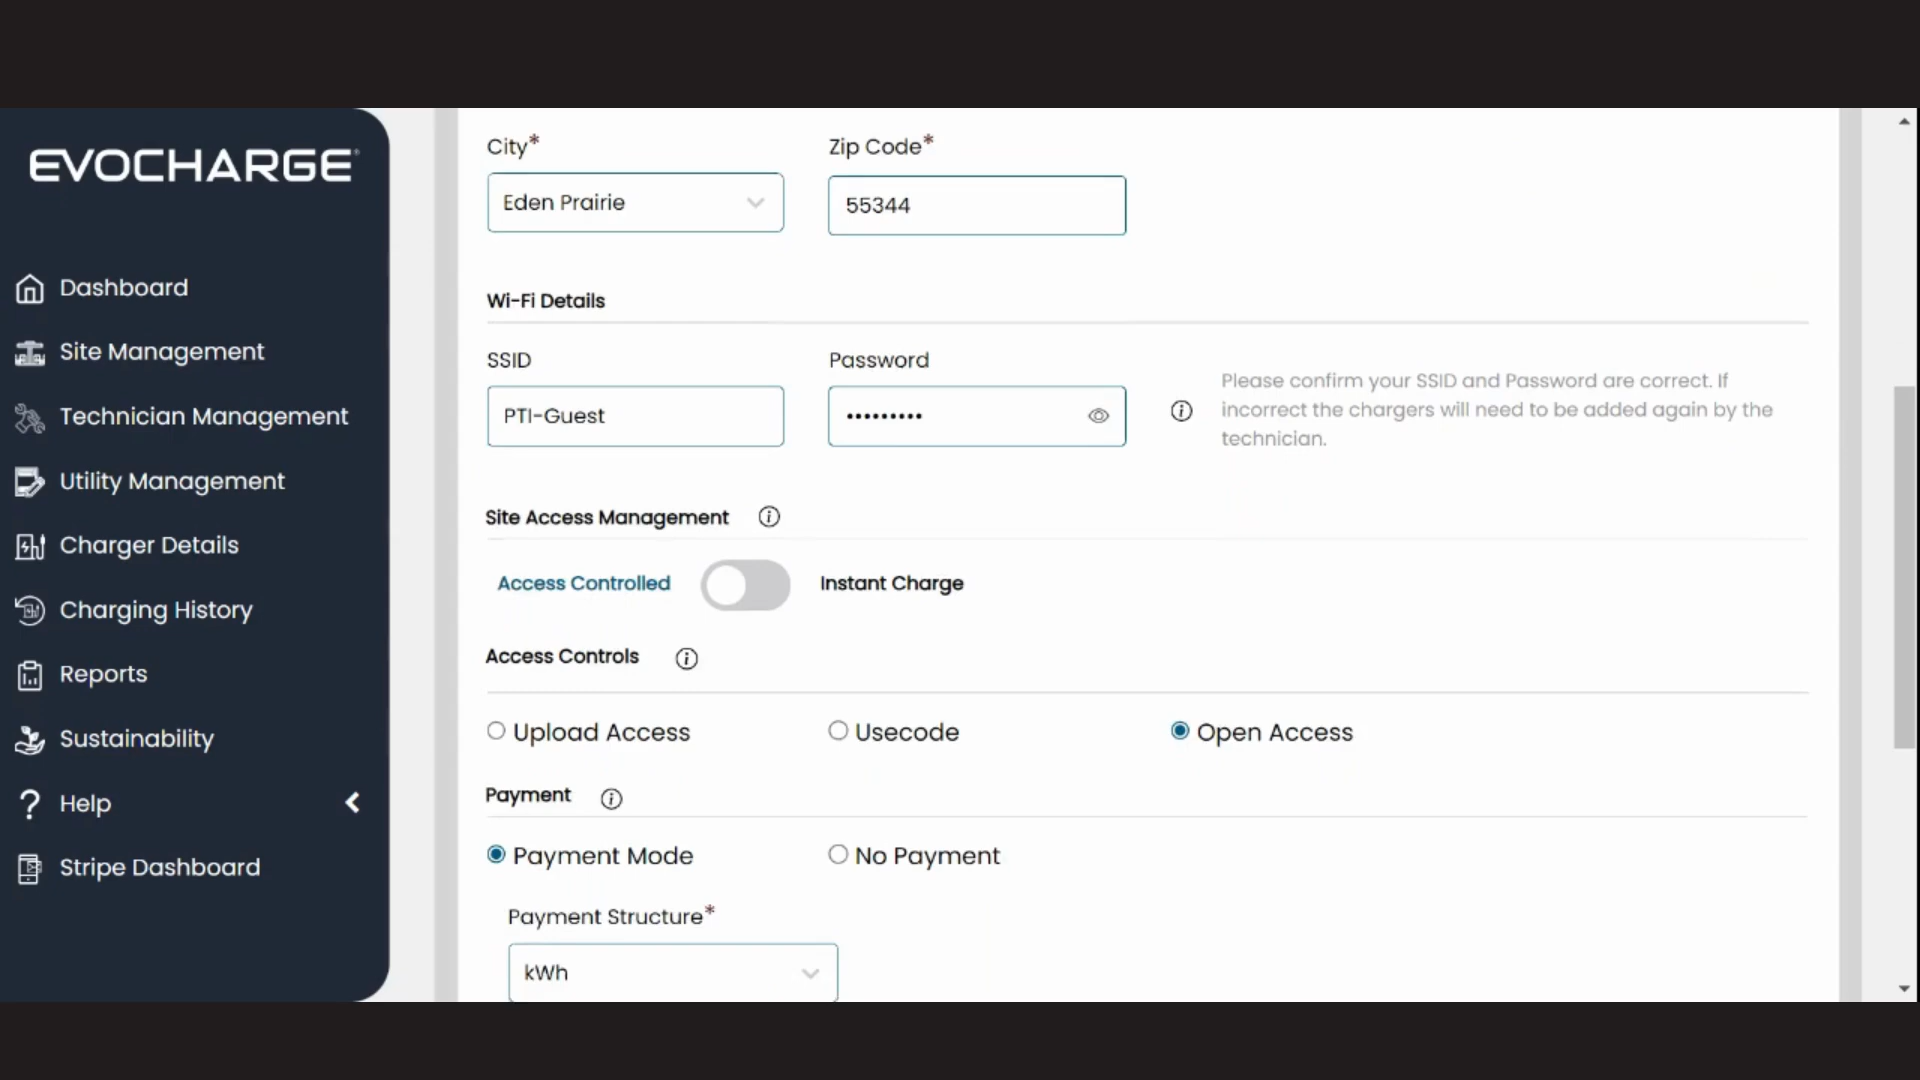 EVOCHARGE
Dashboard
Site Management
Technician Management
Utility Management
Charger Details
Charging History
Reports
Sustainability
? Help
Stripe Dashboard
City* Zip Code*
Eden Prairie 55344
Wi-Fi Details
SSID Password
PTI-Guest •••••••••
Please confirm your SSID and Password are correct. If
incorrect the chargers will need to be added again by the
technician.
Site Access Management
Access Controlled Instant Charge
Access Controls
Upload Access Usecode Open Access
Payment
Payment Mode No Payment
Payment Structure*
kWh